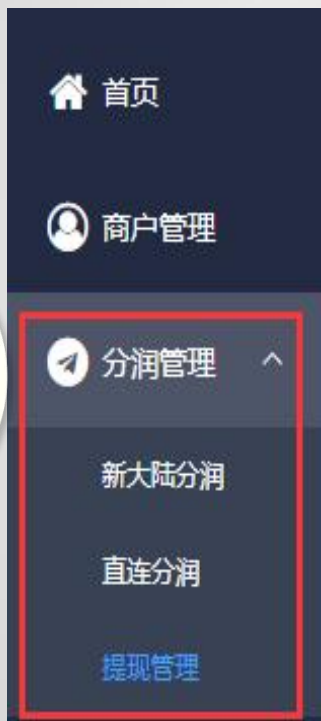 首页
商户管理
分润管理
新大陆分润
直连分润
提现管理